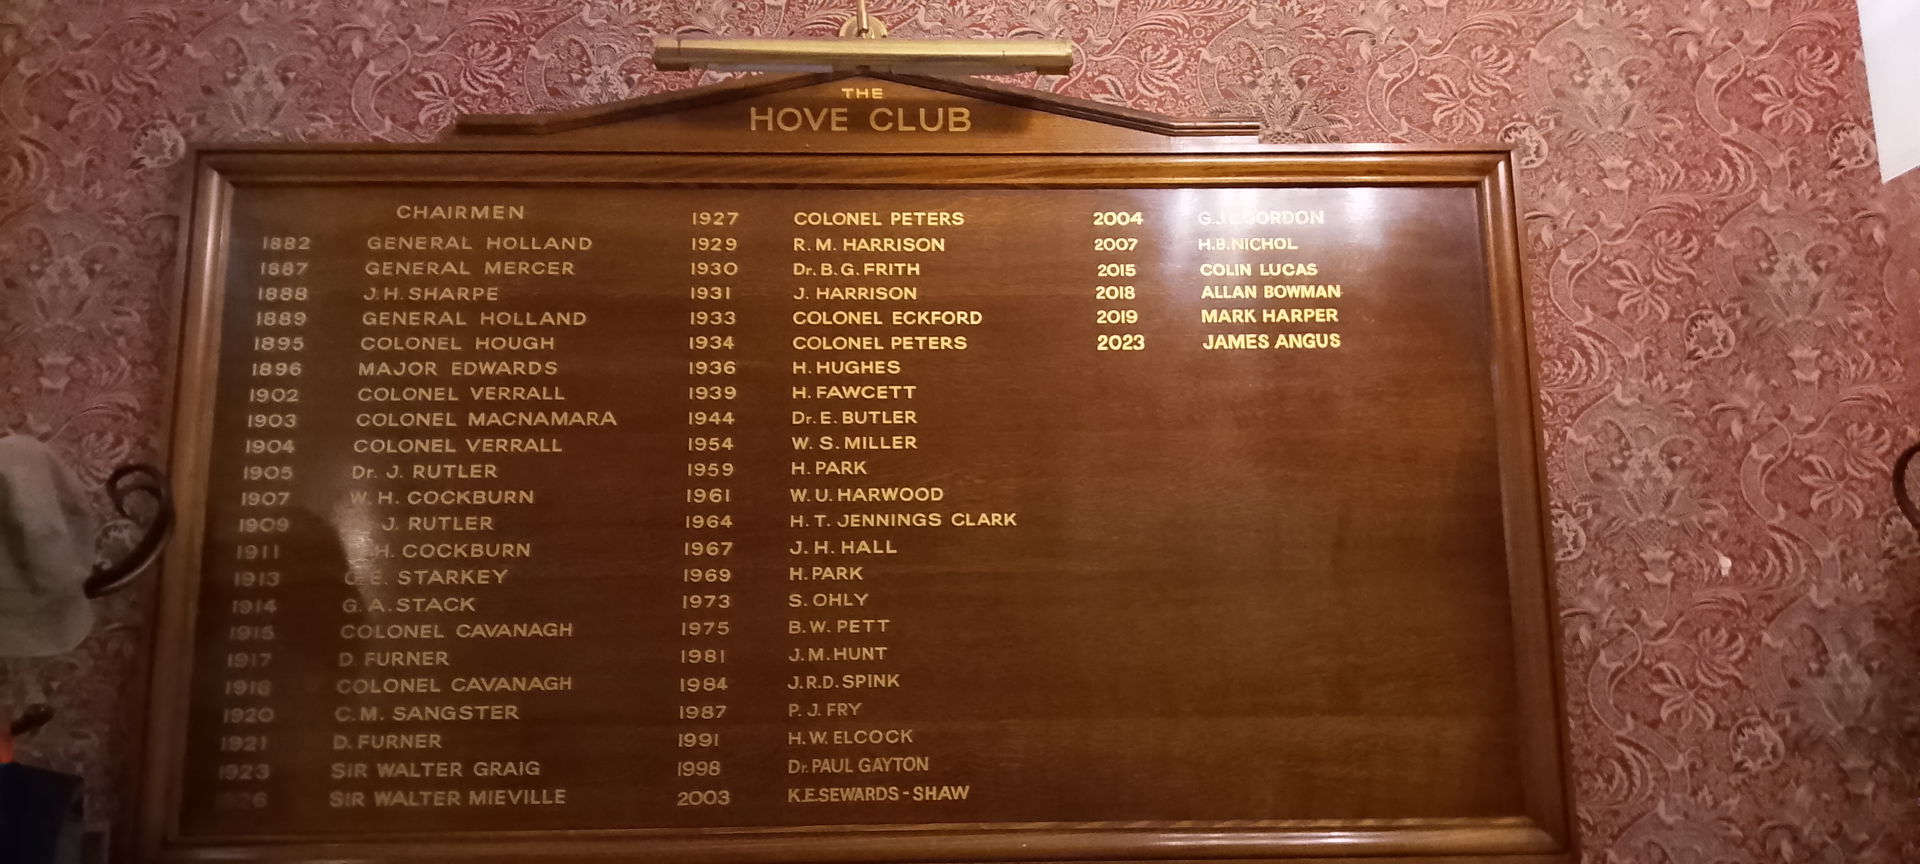 THE
HOVE CLUB
CHAIRMEN
1882 GENERAL HOLLAND
1887 GENERAL MERCER
1888 J.H. SHARPE
1889 GENERAL HOLLAND
1895 COLONEL HOUGH
1896 MAJOR EDWARDS
1902 COLONEL VERRALL
1903 COLONEL MACNAMARA
1904 COLONEL VERRALL
1905 Dr. J. RUTLER
1907 W. H. COCKBURN
1909 J. RUTLER
1911 H. COCKBURN
1913 E. STARKEY
1914 G. A. STACK
1915 COLONEL CAVANAGH
1917 D. FURNER
1918 COLONEL CAVANAGH
1920 C.M. SANGSTER
1921 D. FURNER
1923 SIR WALTER GRAIG
SIR WALTER MIEVILLE
1927 COLONEL PETERS
1929 R. M. HARRISON
1930 Dr. B. G. FRITH
1931 J. HARRISON
1933 COLONEL ECKFORD
1934 COLONEL PETERS
1936 H. HUGHES
1939 H. FAWCETT
1944 Dr. E. BUTLER
1954 W. S. MILLER
1959 H. PARK
1961 W. U. HARWOOD
1964 H. T. JENNINGS CLARK
1967 J. H. HALL
1969 H. PARK
1973 S. OHLY
1975 B. W. PETT
1981 J. M. HUNT
1984 J.R.D. SPINK
1987 P. J. FRY
1991 H. W. ELCOCK
1998 Dr. PAUL GAYTON
2003 K.E. SEWARDS - SHAW
2004 GORDON
2007 H.B. NICHOL
2015 COLIN LUCAS
2018 ALLAN BOWMAN
2019 MARK HARPER
2023 JAMES ANGUS